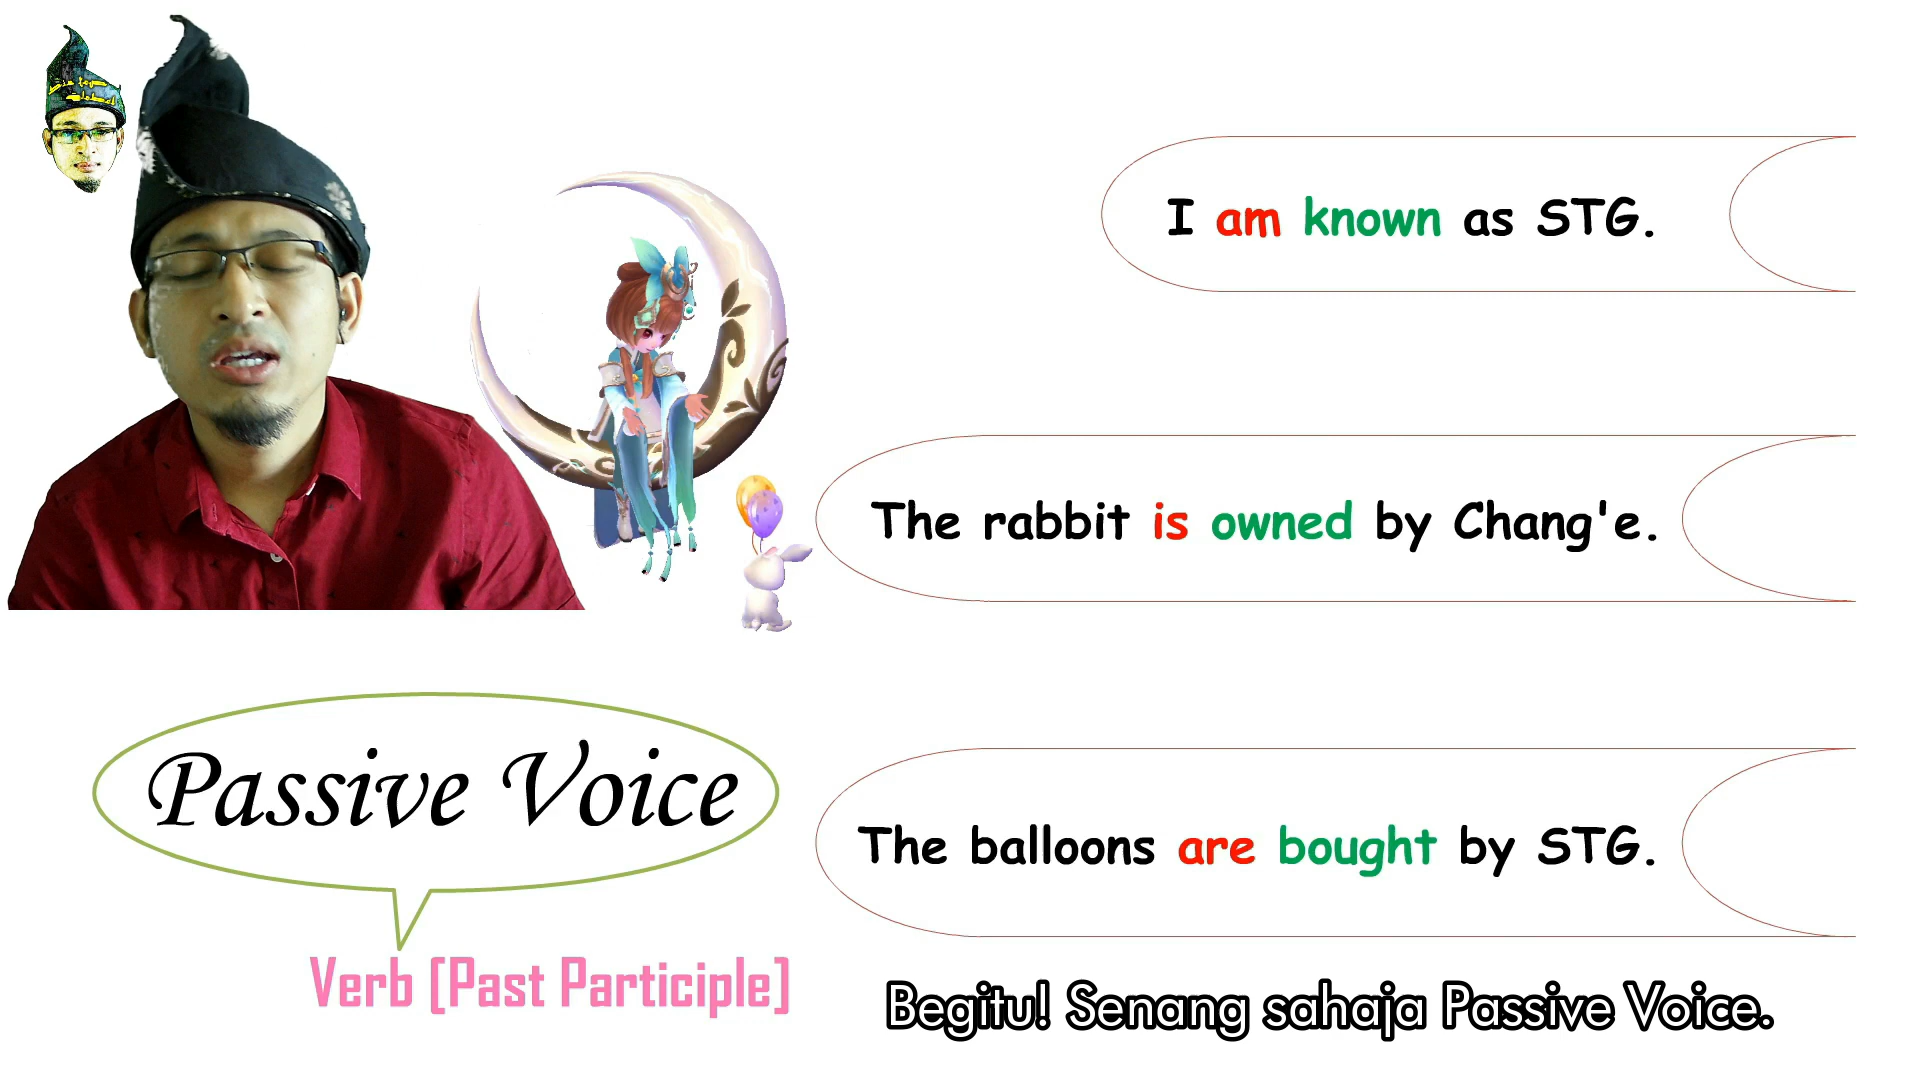 I am known as STG.
The rabbit is owned by Chang'e.
Passive Voice
The balloons are bought by STG.
Verb [Past Participle]
Begitu! Senang sahaja Passive Voice.